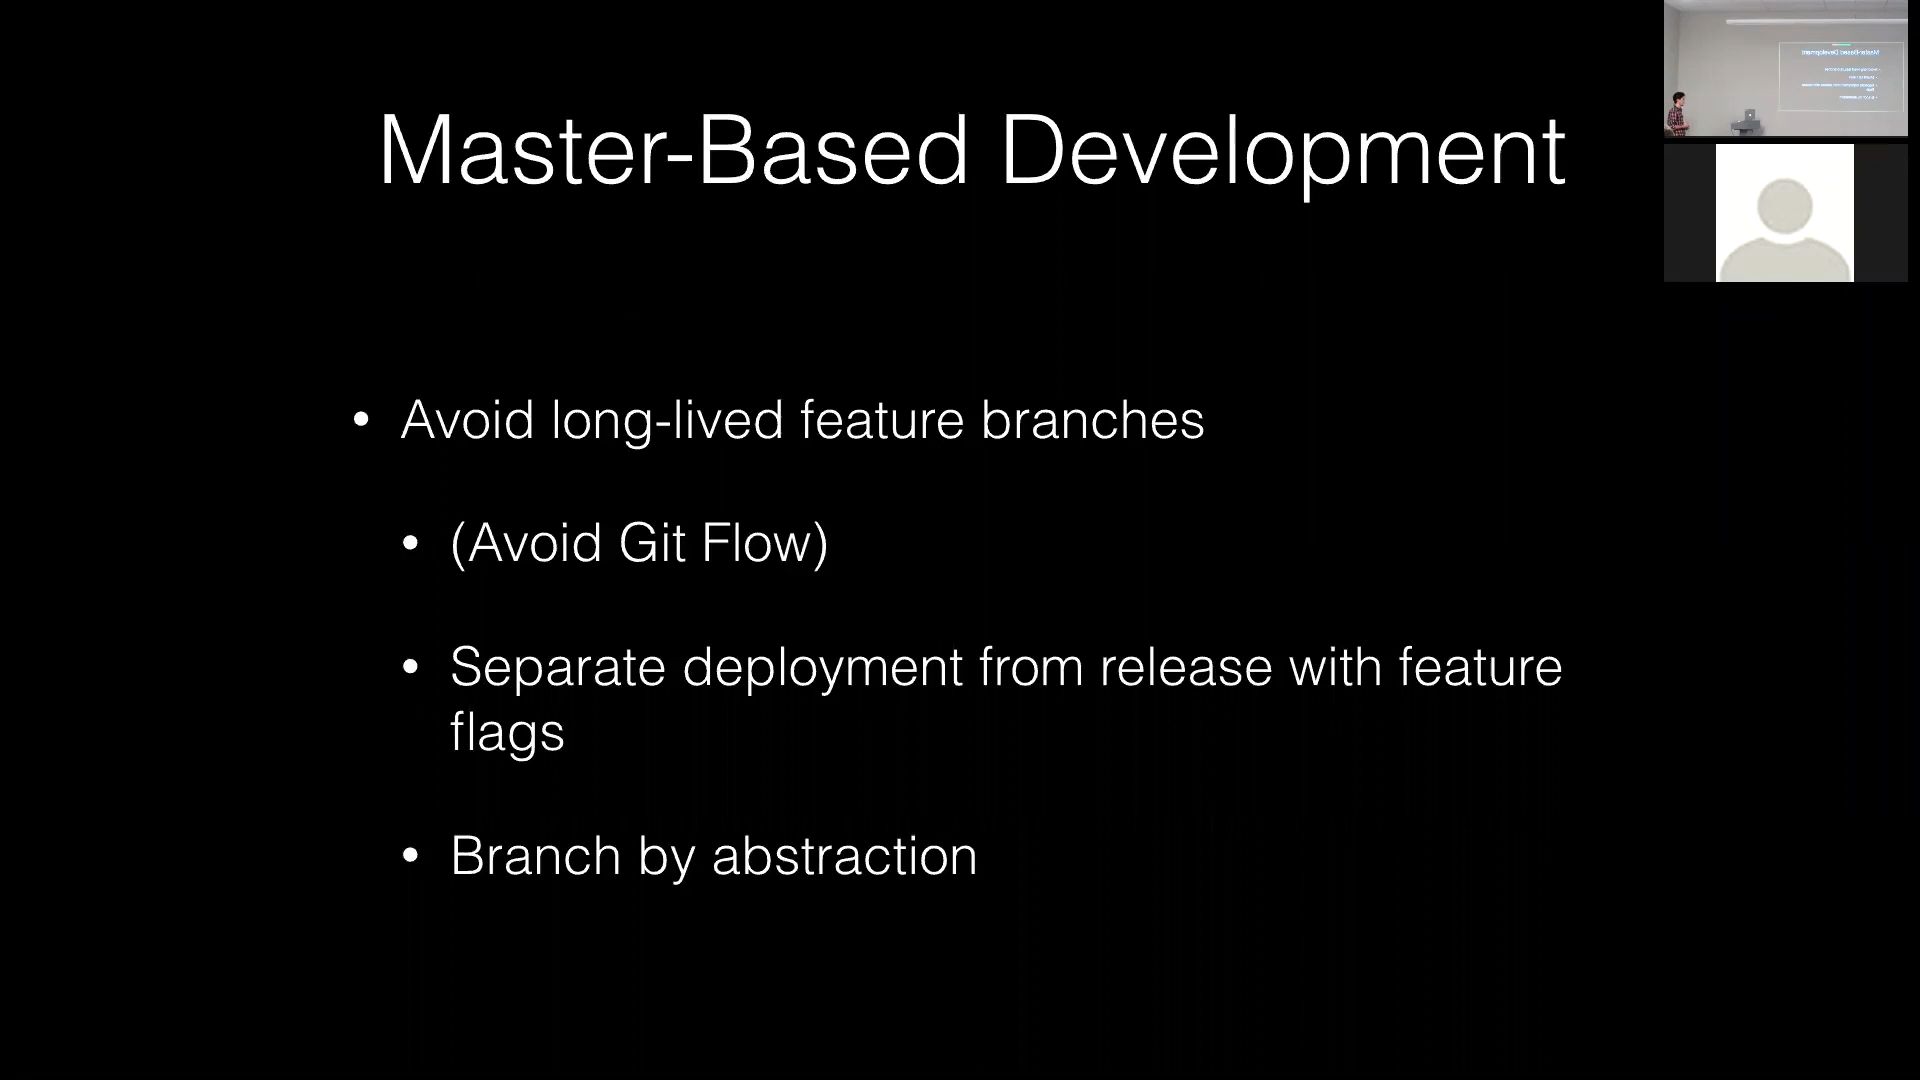 Master-Based Development
• Avoid long-lived feature branches
• (Avoid Git Flow)
• Separate deployment from release with feature
flags
• Branch by abstraction